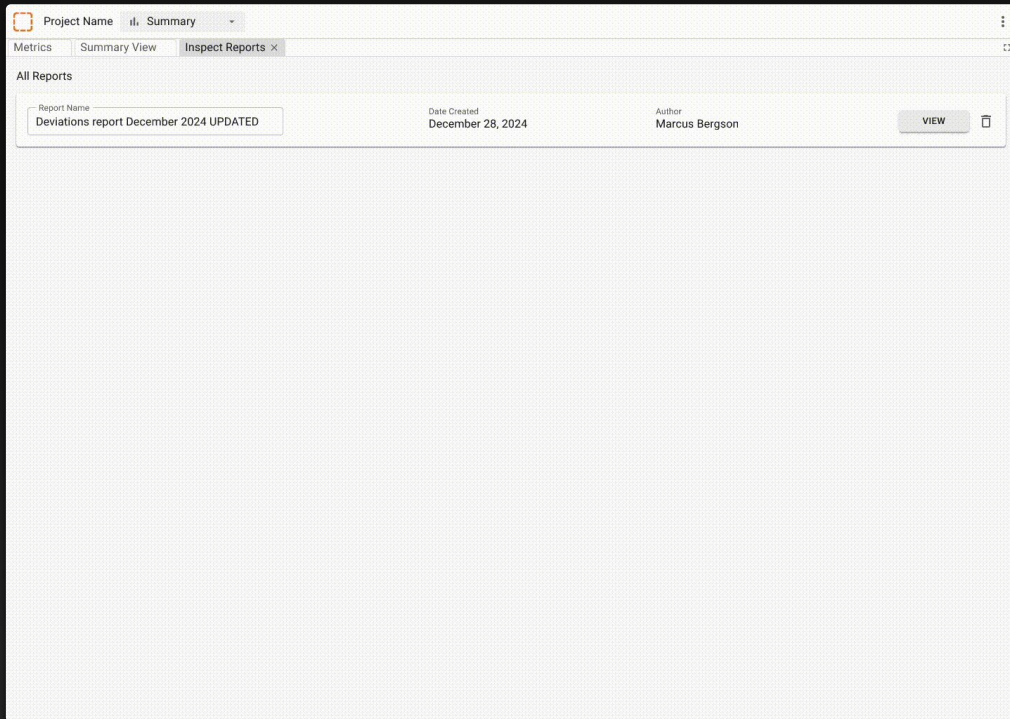 Project Name Summary
Metrics Summary View Inspect Reports ×
All Reports
Report Name
Deviations report December 2024 UPDATED
Date Created
December 28, 2024
Author
Marcus Bergson
VIEW